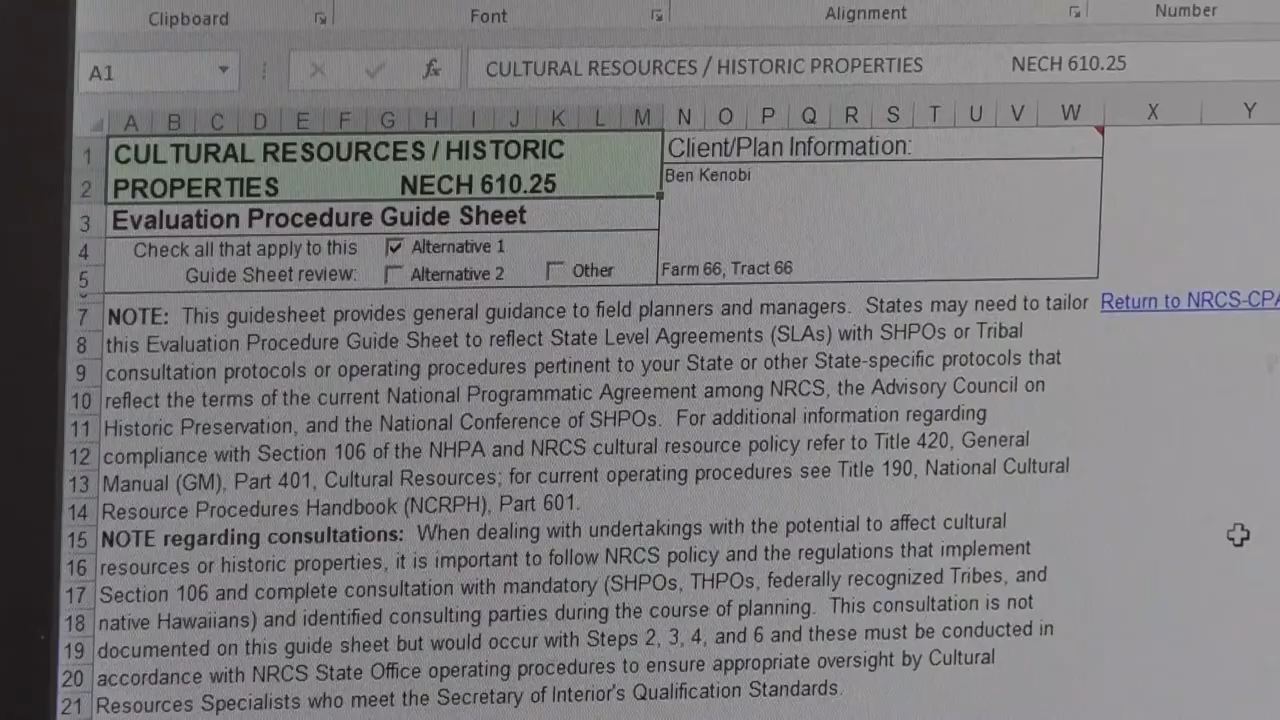 Clipboard Font Alignment Number
A1 fx CULTURAL RESOURCES / HISTORIC PROPERTIES NECH 610.25
A B C D E F G H I J K L M N O P Q R S T U V W X Y
1 CULTURAL RESOURCES / HISTORIC Client/Plan Information:
2 PROPERTIES NECH 610.25 Ben Kenobi
3 Evaluation Procedure Guide Sheet
4 Check all that apply to this Alternative 1
5 Guide Sheet review: Alternative 2 Other Farm 66, Tract 66
7 NOTE: This guidesheet provides general guidance to field planners and managers. States may need to tailor Return to NRCS-CPA
8 this Evaluation Procedure Guide Sheet to reflect State Level Agreements (SLAs) with SHPOs or Tribal
9 consultation protocols or operating procedures pertinent to your State or other State-specific protocols that
10 reflect the terms of the current National Programmatic Agreement among NRCS, the Advisory Council on
11 Historic Preservation, and the National Conference of SHPOs. For additional information regarding
12 compliance with Section 106 of the NHPA and NRCS cultural resource policy refer to Title 420, General
13 Manual (GM), Part 401, Cultural Resources; for current operating procedures see Title 190, National Cultural
14 Resource Procedures Handbook (NCRPH), Part 601.
15 NOTE regarding consultations: When dealing with undertakings with the potential to affect cultural
16 resources or historic properties, it is important to follow NRCS policy and the regulations that implement
17 Section 106 and complete consultation with mandatory (SHPOs, THPOs, federally recognized Tribes, and
18 native Hawaiians) and identified consulting parties during the course of planning. This consultation is not
19 documented on this guide sheet but would occur with Steps 2, 3, 4, and 6 and these must be conducted in
20 accordance with NRCS State Office operating procedures to ensure appropriate oversight by Cultural
21 Resources Specialists who meet the Secretary of Interior's Qualification Standards.